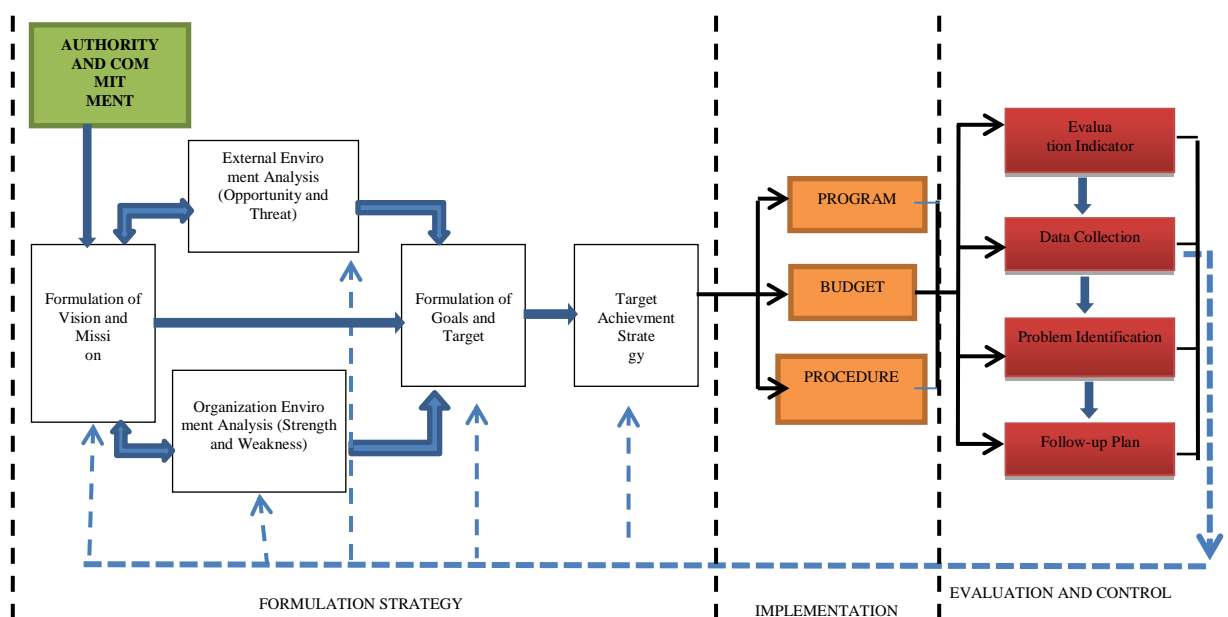 AUTHORITY
AND COM
MIT
MENT
External Enviro
ment Analysis
(Opportunity and
Threat)
Formulation of
Vision and
Missi
on
Organization Enviro
ment Analysis (Strength
and Weakness)
Formulation of
Goals and
Target
Target
Achievment
Strate
gy
PROGRAM
BUDGET
PROCEDURE
Evalua
tion Indicator
Data Collection
Problem Identification
Follow-up Plan
FORMULATION STRATEGY
IMPLEMENTATION
EVALUATION AND CONTROL